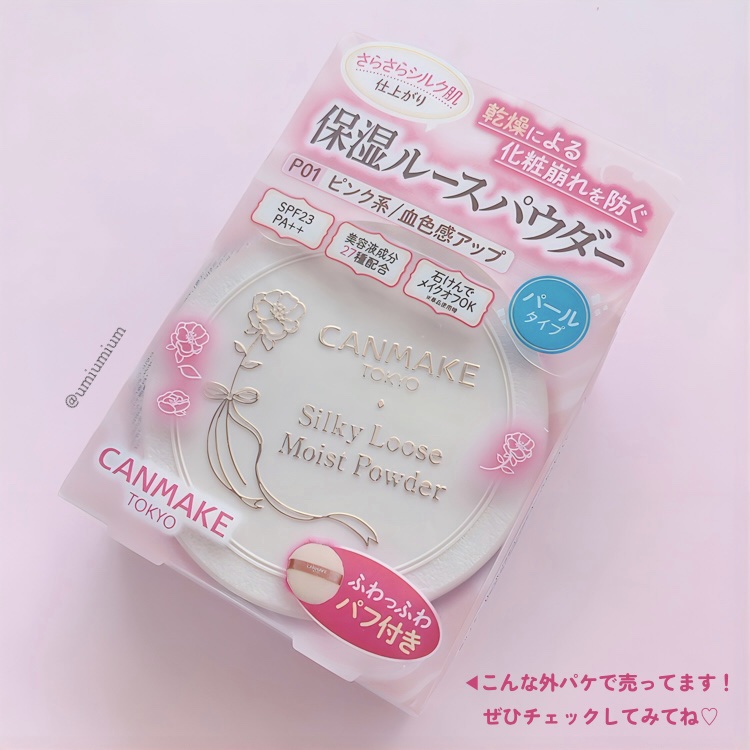 さらさらシルク肌
仕上がり
乾燥による
化粧崩れを防ぐ
保湿ルースパウダー
P01 ピンク系/血色感アップ
SPF23
PA++
美容液成分
27種配合
石けんで
メイクオフOK
パール
タイプ
CANMAKE
TOKYO
Silky Loose
Moist Powder
@umiumium
CANMAKE
TOKYO
CANMAKE
ふわっふわ
パフ付き
◀こんな外パケで売ってます！
ぜひチェックしてみてね♡